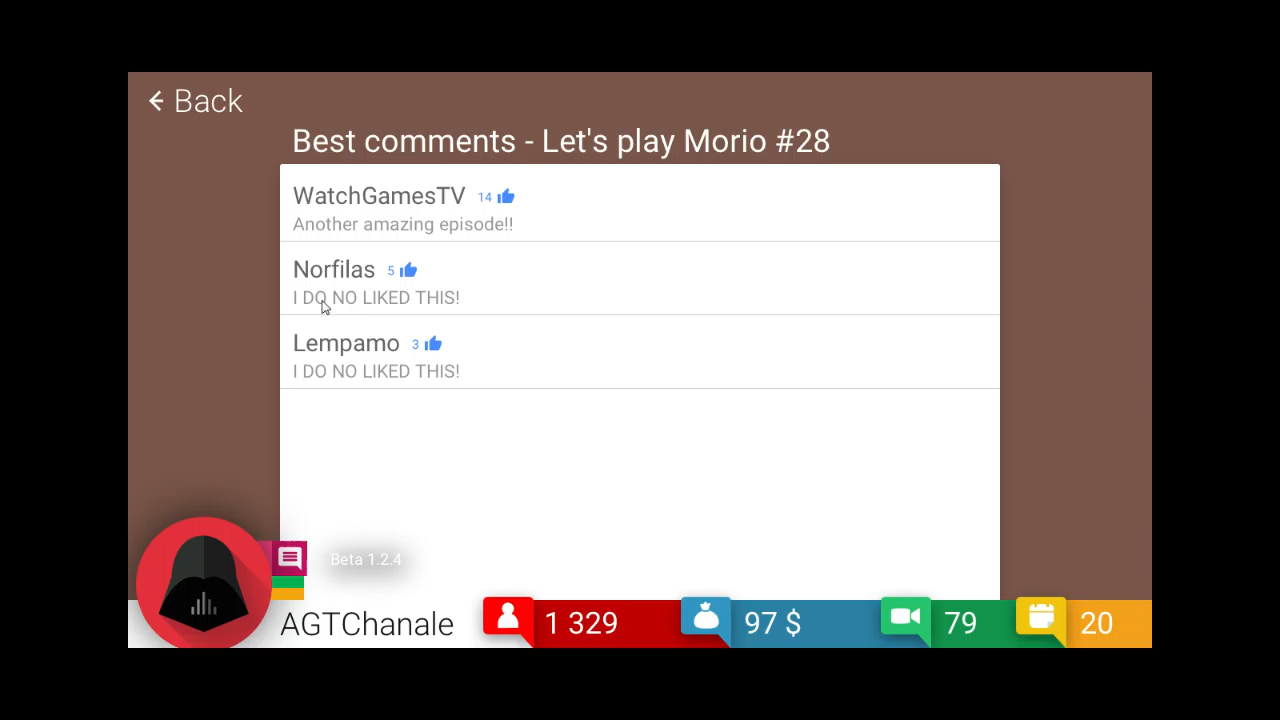 Back
Best comments - Let's play Morio #28
WatchGamesTV 14
Another amazing episode!!
Norfilas 5
I DO NO LIKED THIS!
Lempamo 3
I DO NO LIKED THIS!
Beta 1.2.4
AGTChanale 1 329 97 $ 79 20